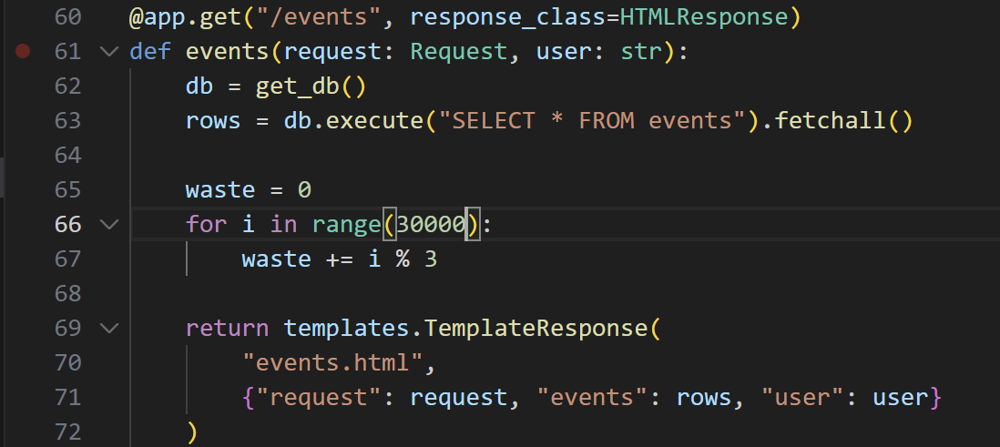 60 @app.get("/events", response_class=HTMLResponse)
61 def events(request: Request, user: str):
62     db = get_db()
63     rows = db.execute("SELECT * FROM events").fetchall()
64
65     waste = 0
66     for i in range(30000):
67         waste += i % 3
68
69     return templates.TemplateResponse(
70         "events.html",
71         {"request": request, "events": rows, "user": user}
72     )